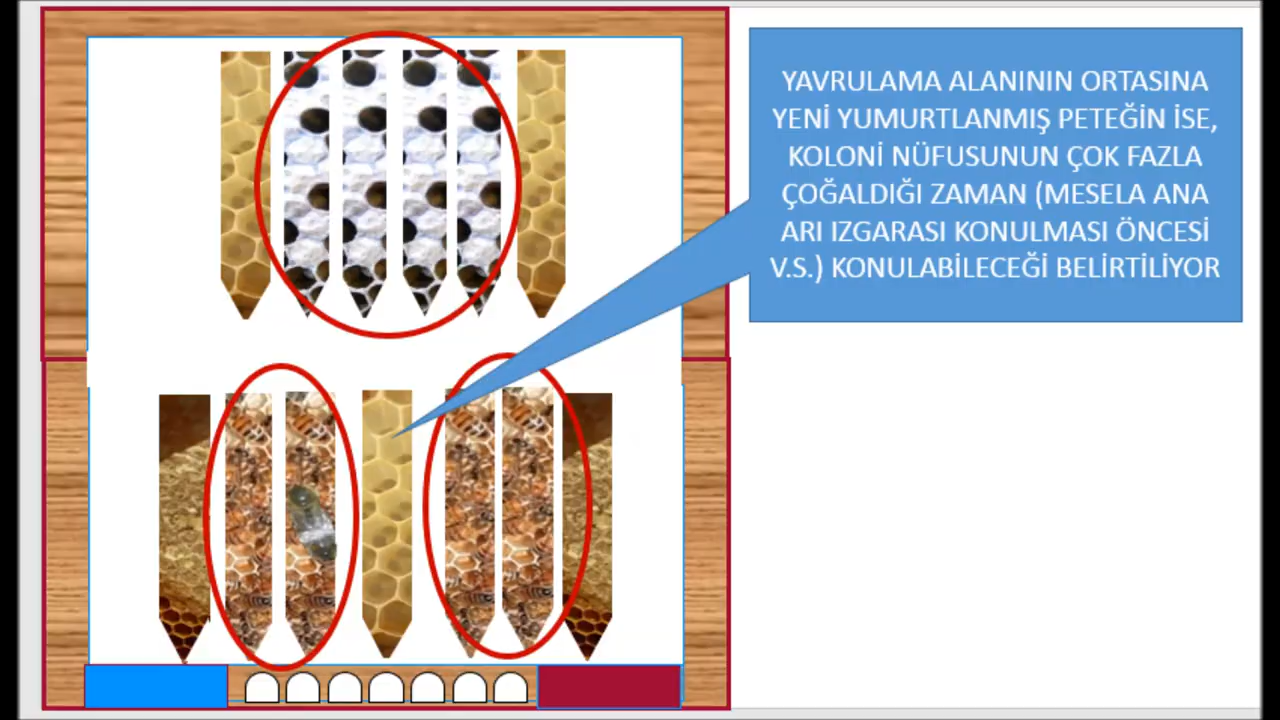 YAVRULAMA ALANININ ORTASINA
YENİ YUMURTLANMIŞ PETEĞİN İSE,
KOLONİ NÜFUSUNUN ÇOK FAZLA
ÇOĞALDIĞI ZAMAN (MESELA ANA
ARI IZGARASI KONULMASI ÖNCESİ
V.S.) KONULABİLECEĞİ BELİRTİLİYOR